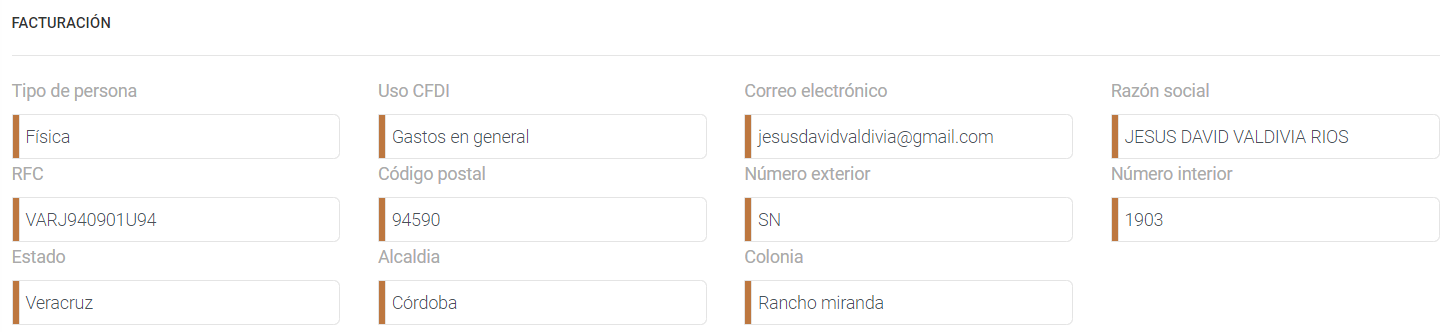 FACTURACIÓN
Tipo de persona
Uso CFDI
Correo electrónico
Razón social
Física
Gastos en general
jesusdavidvaldivia@gmail.com
JESUS DAVID VALDIVIA RIOS
RFC
Código postal
Número exterior
Número interior
VARJ940901U94
94590
SN
1903
Estado
Alcaldia
Colonia
Veracruz
Córdoba
Rancho miranda